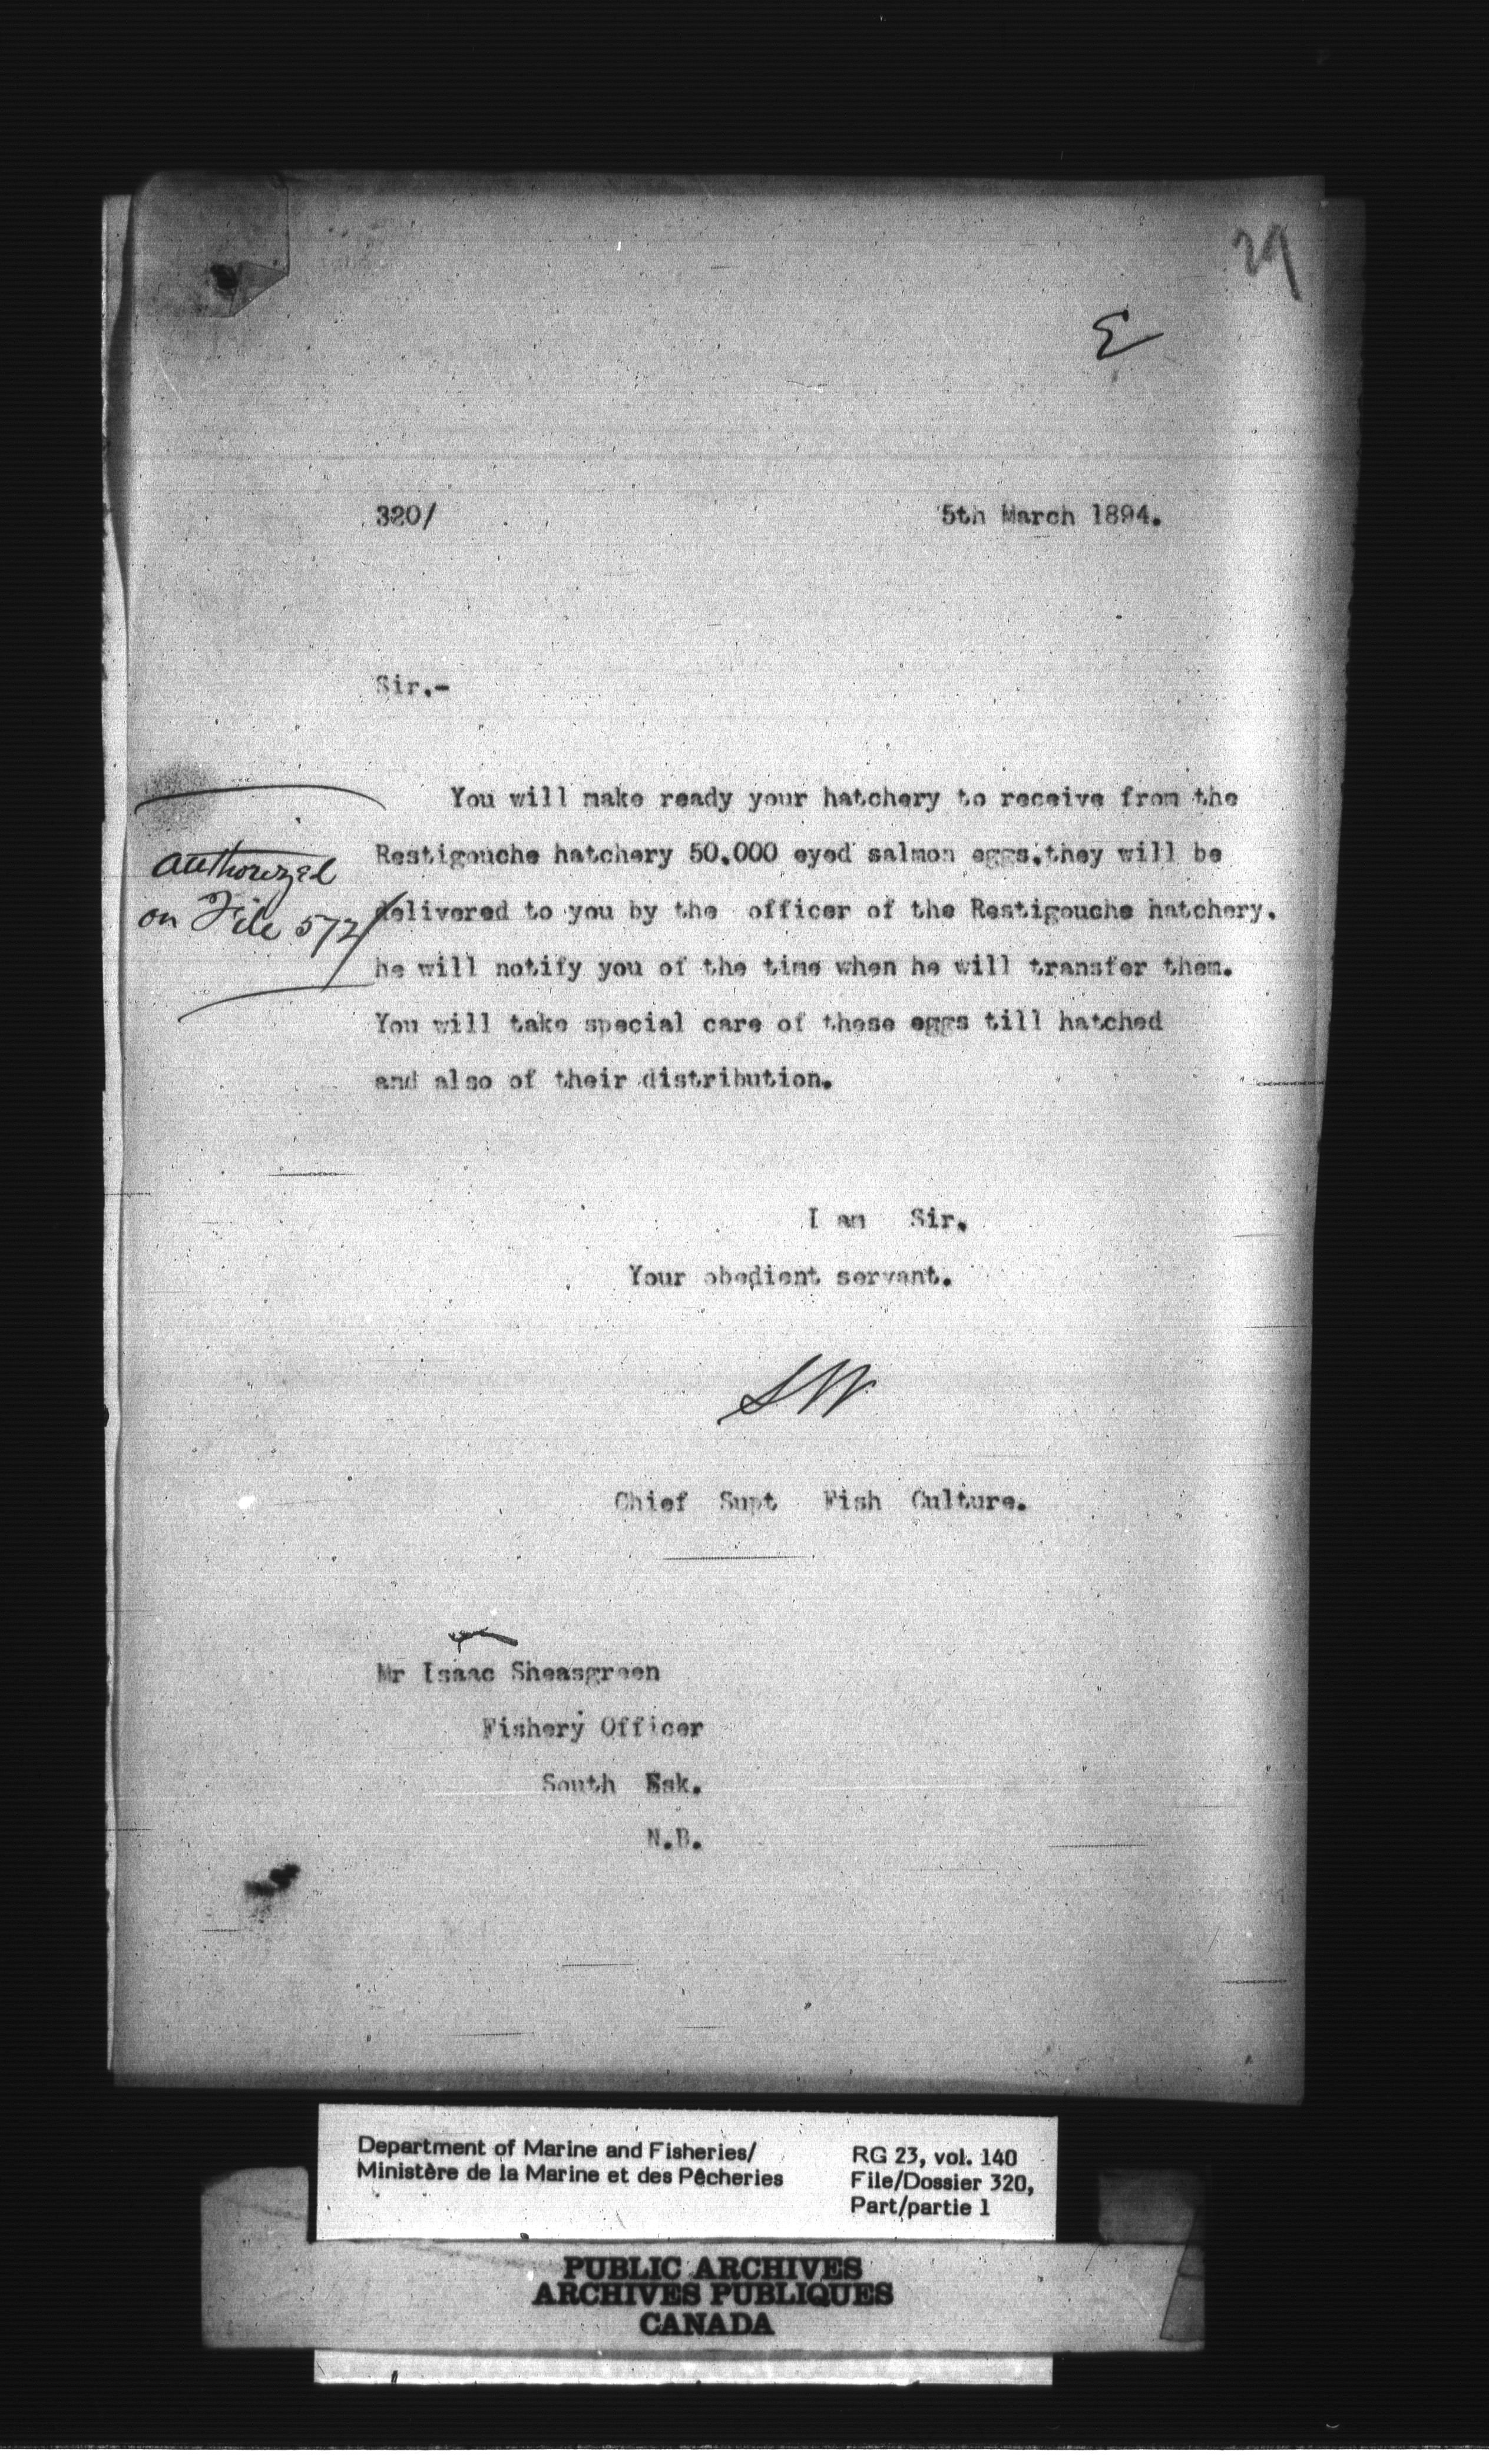 29
E
320/ 5th March 1894.
Sir.-
You will make ready your hatchery to receive from the
Restigouche hatchery 50.000 eyed salmon eggs.they will be
delivered to you by the officer of the Restigouche hatchery.
he will notify you of the time when he will transfer them.
You will take special care of these eggs till hatched
and also of their distribution.
authorized
on File 572/
I am Sir.
Your obedient servant.
SW
Chief Supt Fish Culture.
Mr Isaac Sheasgreen
Fishery Officer
South Esk.
N.B.
Department of Marine and Fisheries/
Ministère de la Marine et des Pêcheries
RG 23, vol. 140
File/Dossier 320,
Part/partie 1
PUBLIC ARCHIVES
ARCHIVES PUBLIQUES
CANADA